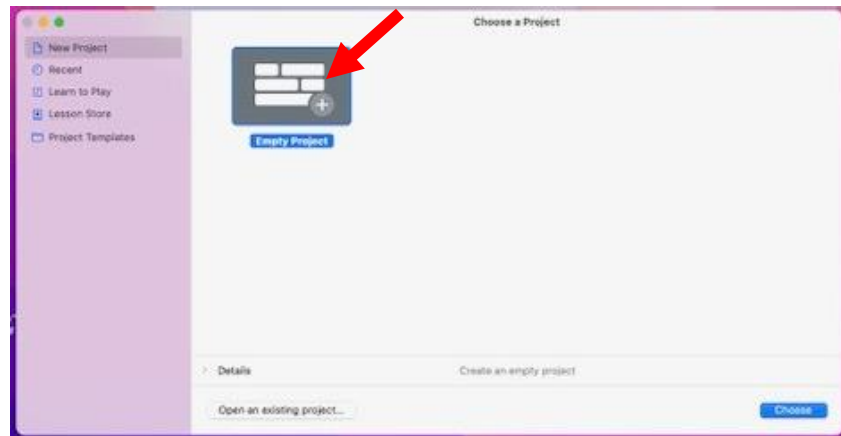 Choose a Project
New Project
Recent
Learn to Play
Lesson Store
Project Templates
Empty Project
Details
Create an empty project
Open an existing project...
Choose